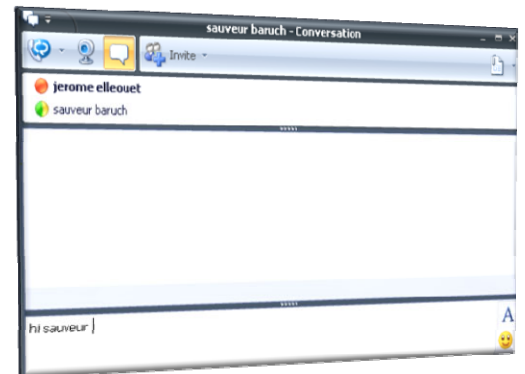 sauveur baruch - Conversation
Invite
jerome elleouet
sauveur baruch
hi sauveur
A